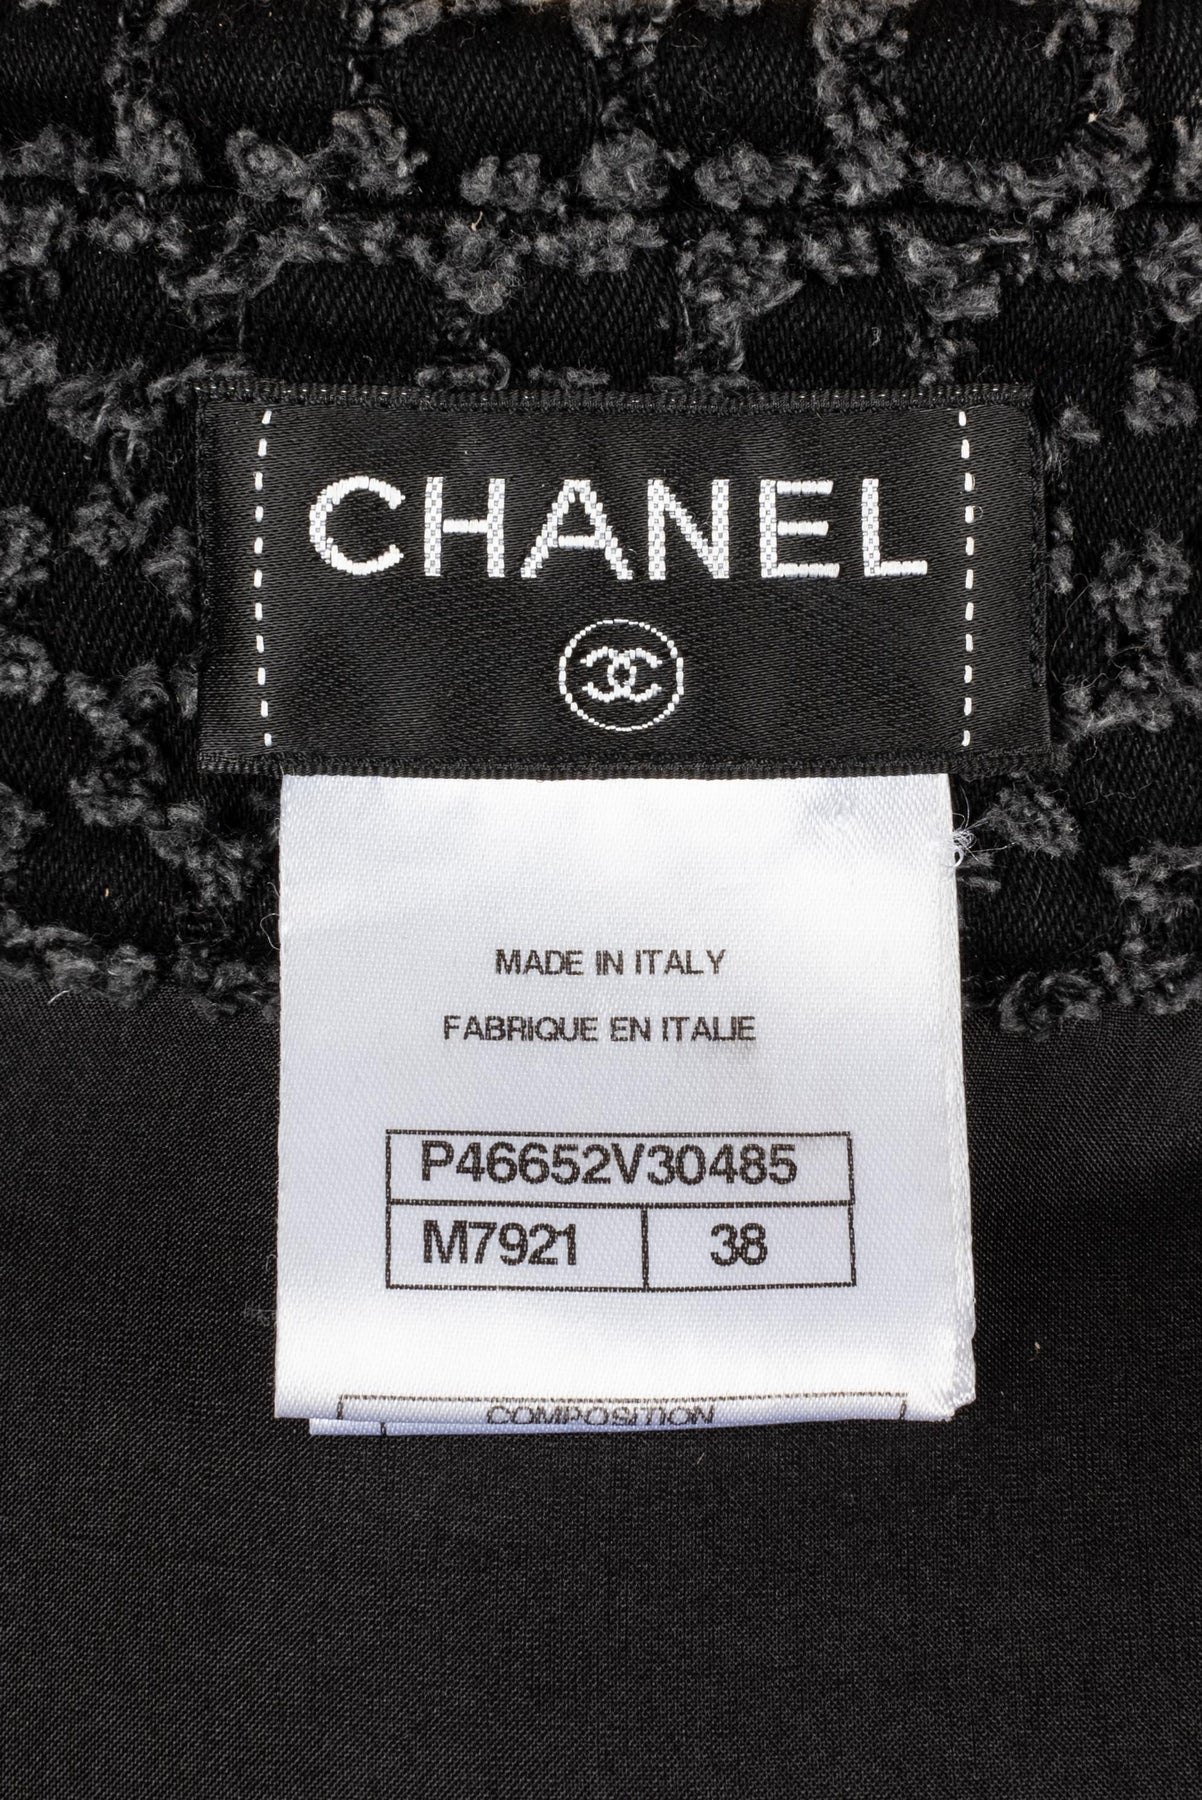 CHANEL
MADE IN ITALY
FABRIQUE EN ITALIE
P46652V30485
M7921 38
COMPOSITION